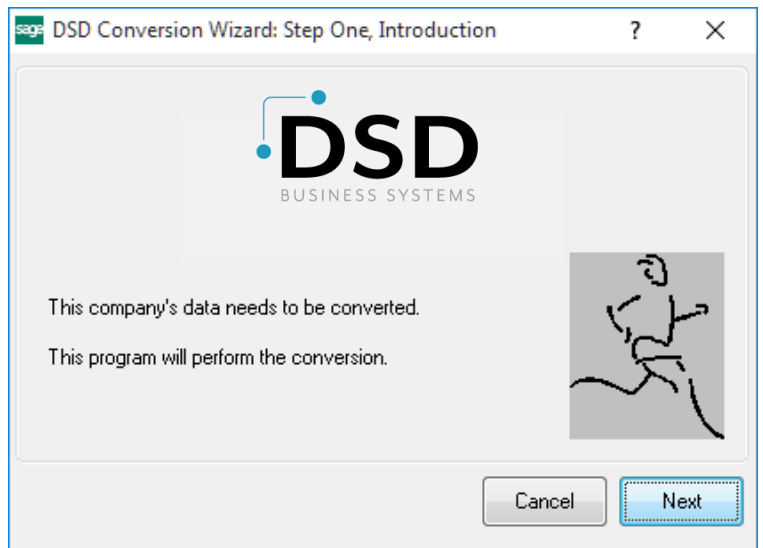 sage DSD Conversion Wizard: Step One, Introduction ?
DSD
BUSINESS SYSTEMS
This company's data needs to be converted.
This program will perform the conversion.
Cancel Next